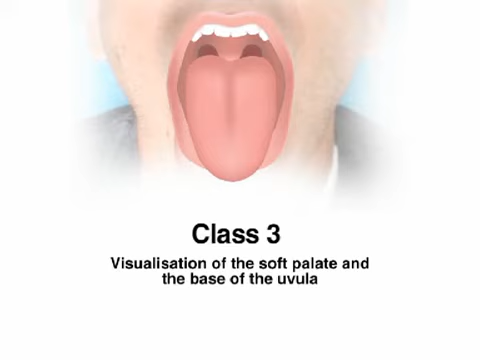 Class 3
Visualisation of the soft palate and
the base of the uvula